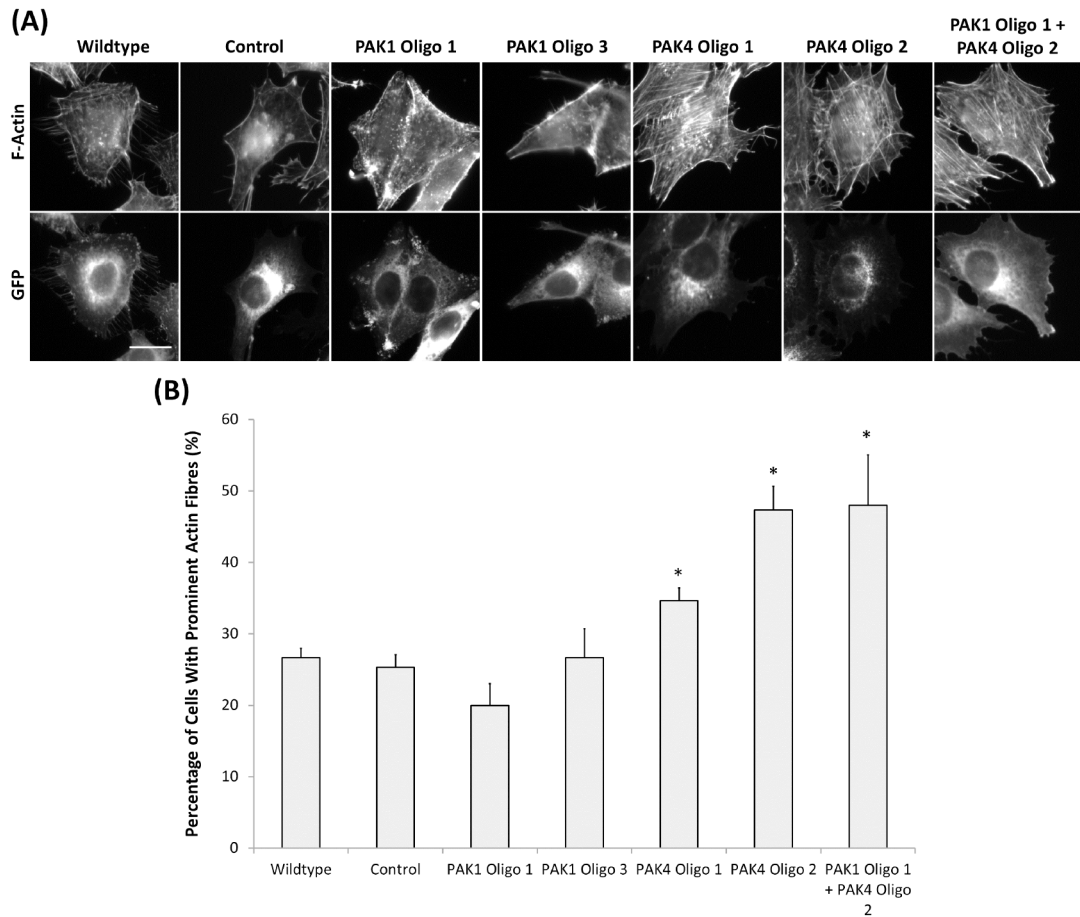 (A)
PAK1 Oligo 1 +
Wildtype Control PAK1 Oligo 1 PAK1 Oligo 3 PAK4 Oligo 1 PAK4 Oligo 2 PAK4 Oligo 2
F-Actin
GFP
(B)
Percentage of Cells With Prominent Actin Fibres (%)
60
50
40
30
20
10
0
* * *
Wildtype Control PAK1 Oligo 1 PAK1 Oligo 3 PAK4 Oligo 1 PAK4 Oligo 2 PAK1 Oligo 1
+ PAK4 Oligo
2